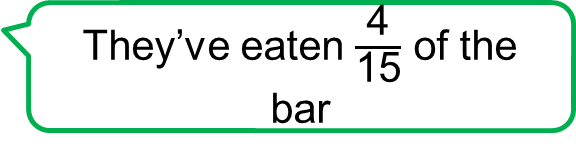 They’ve eaten 4/15 of the
bar